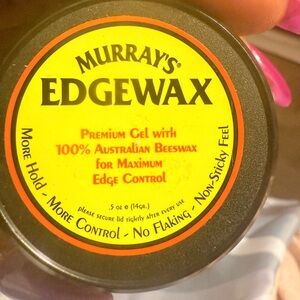 MURRAY'S
EDGEWAX
PREMIUM GEL WITH
100% AUSTRALIAN BEESWAX
FOR MAXIMUM
EDGE CONTROL
.5 oz e (14gr.)
PLEASE SECURE LID TIGHTLY AFTER EVERY USE
MORE HOLD - MORE CONTROL - NO FLAKING - NON-STICKY FEEL